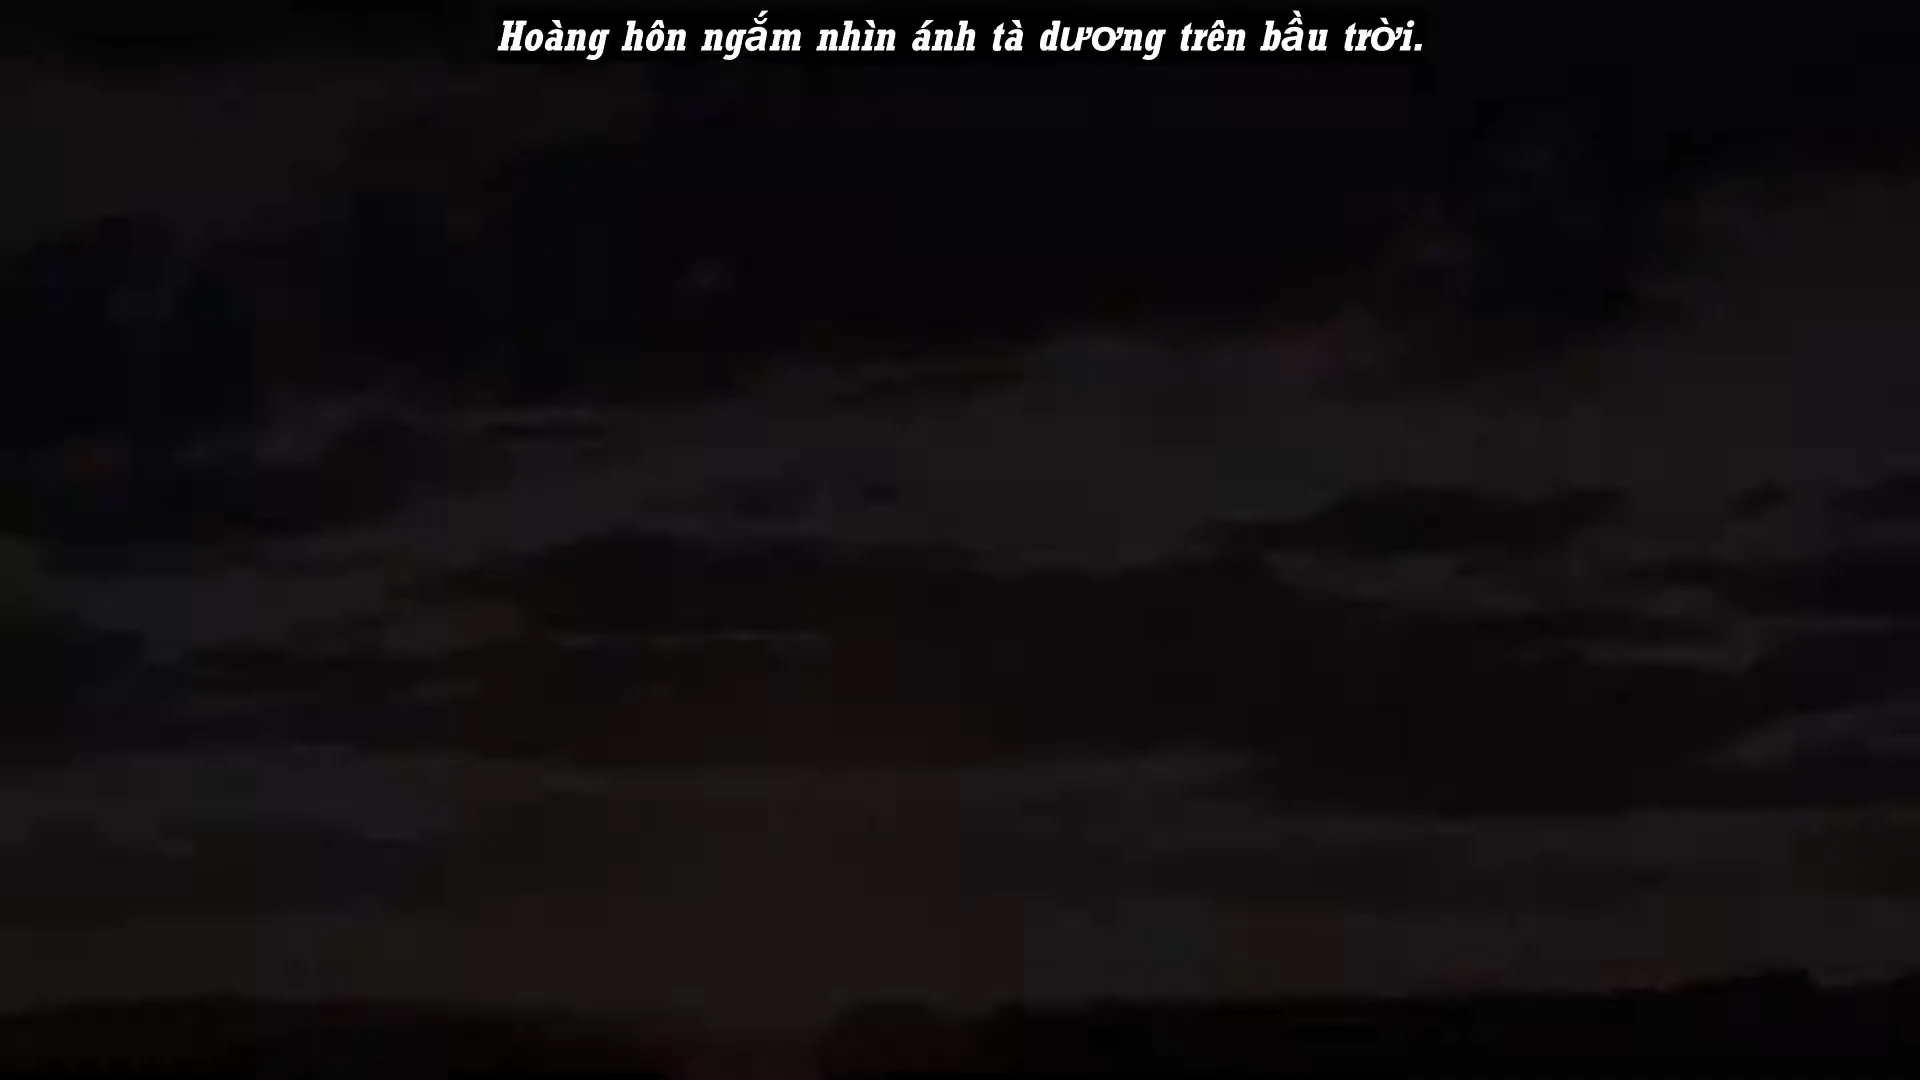 Hoàng hôn ngắm nhìn ánh tà dương trên bầu trời.